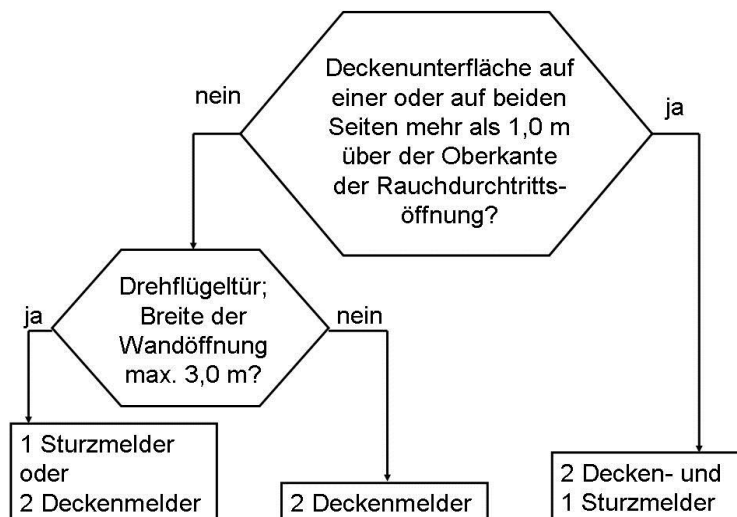 Deckenunterfläche auf
einer oder auf beiden
Seiten mehr als 1,0 m
über der Oberkante
der Rauchdurchtritts-
öffnung?
nein
ja
Drehflügeltür;
Breite der
Wandöffnung
max. 3,0 m?
ja
nein
1 Sturzmelder
oder
2 Deckenmelder
2 Deckenmelder
2 Decken- und
1 Sturzmelder